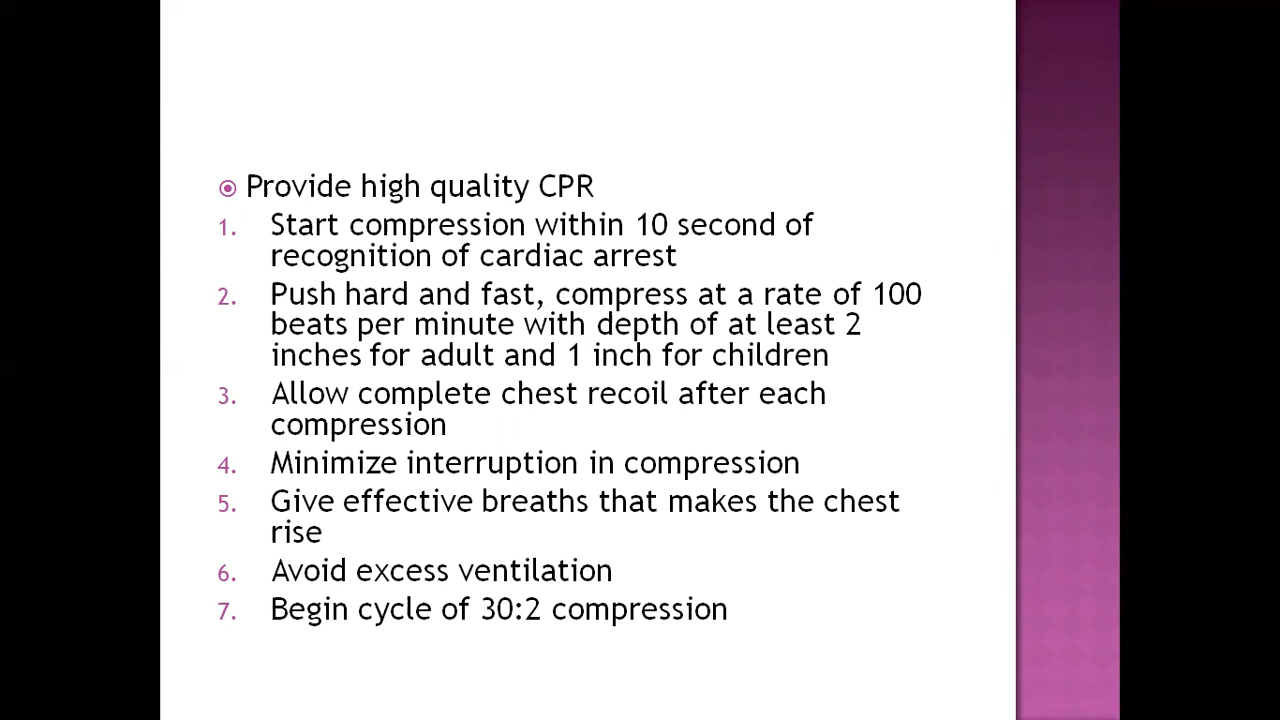 Provide high quality CPR
1. Start compression within 10 second of
recognition of cardiac arrest
2. Push hard and fast, compress at a rate of 100
beats per minute with depth of at least 2
inches for adult and 1 inch for children
3. Allow complete chest recoil after each
compression
4. Minimize interruption in compression
5. Give effective breaths that makes the chest
rise
6. Avoid excess ventilation
7. Begin cycle of 30:2 compression